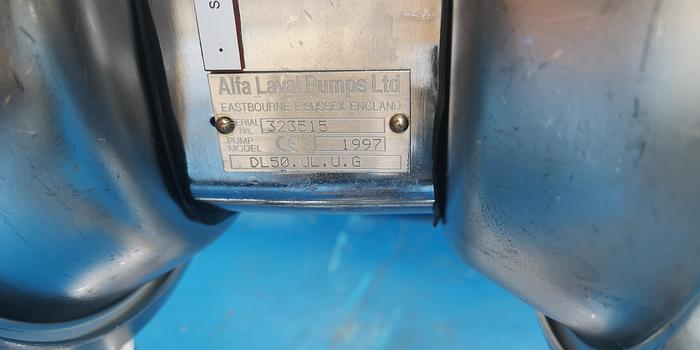 S
Alfa Laval Pumps Ltd
EASTBOURNE E.SUSSEX ENGLAND
SERIAL No. 323515
PUMP MODEL CE 1997
DL50.UL.U.G